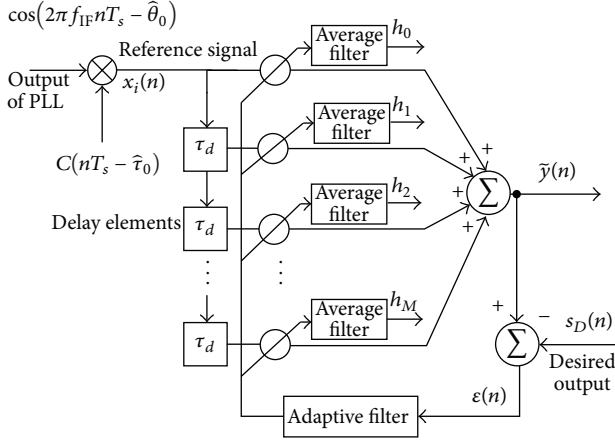 cos(2πf_IF nT_s − θ̂_0)
Reference signal
x_i(n)
Output
of PLL
C(nT_s − τ̂_0)
Average
filter
h_0
Average
filter
h_1
τ_d
Average
filter
h_2
Delay elements
τ_d
Average
filter
h_M
τ_d
+
+
+
+
+
Σ
ỹ(n)
+
−
Σ
s_D(n)
Desired
output
ε(n)
Adaptive filter